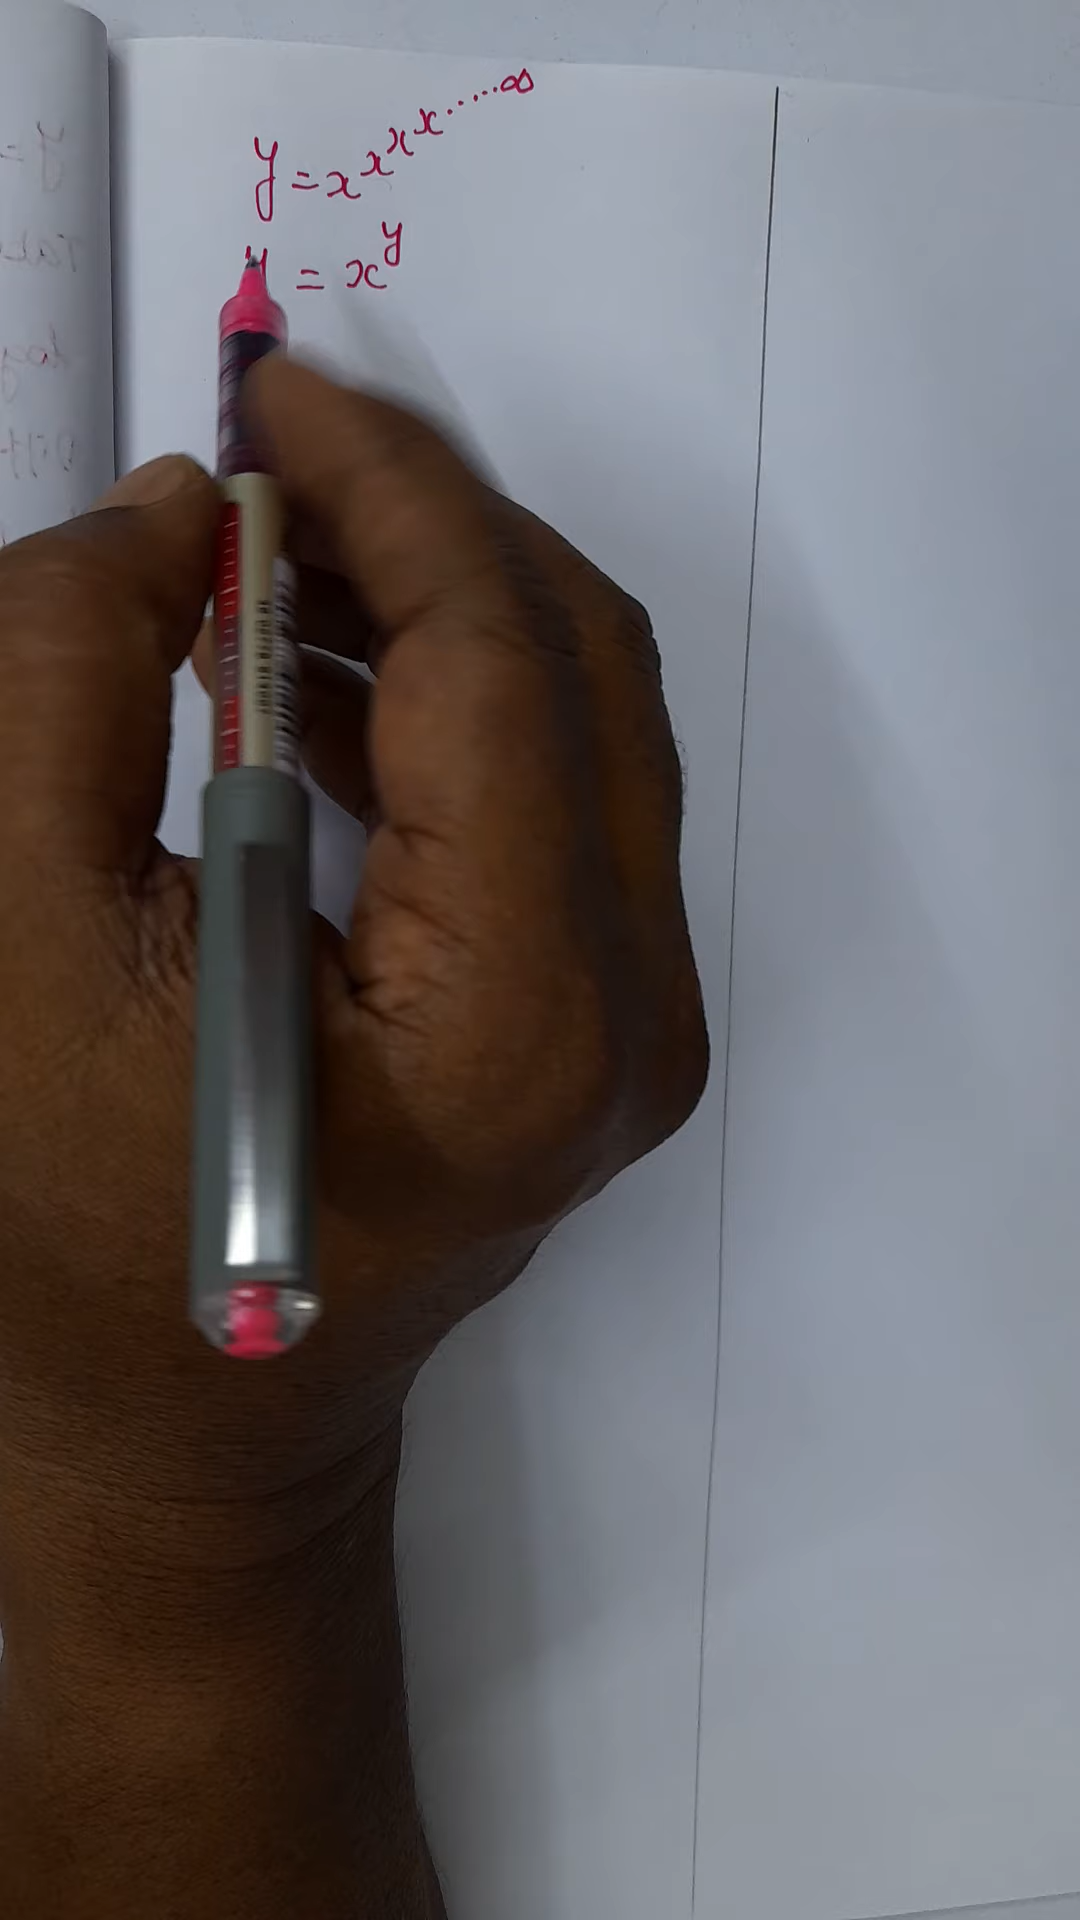 y = x^x^x^x.....∞
y = x^y